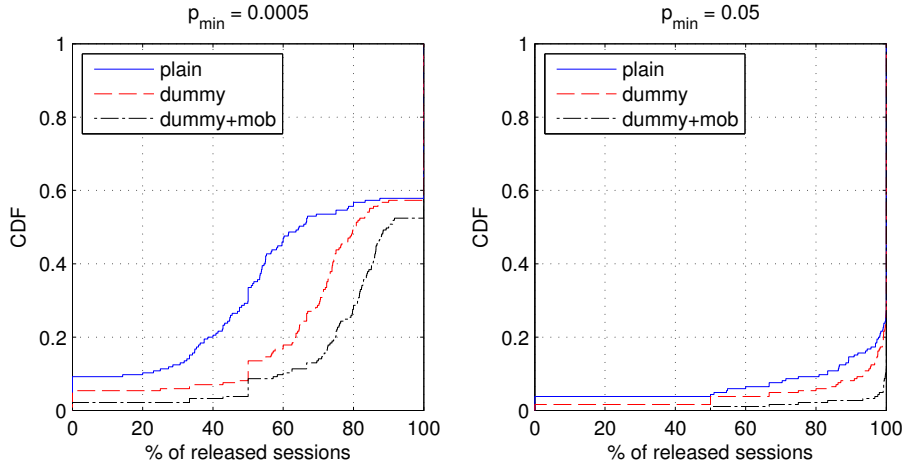 p_min = 0.0005
1
0.8
0.6
0.4
0.2
0
CDF
plain
dummy
dummy+mob
0 20 40 60 80 100
% of released sessions
p_min = 0.05
1
0.8
0.6
0.4
0.2
0
CDF
plain
dummy
dummy+mob
0 20 40 60 80 100
% of released sessions